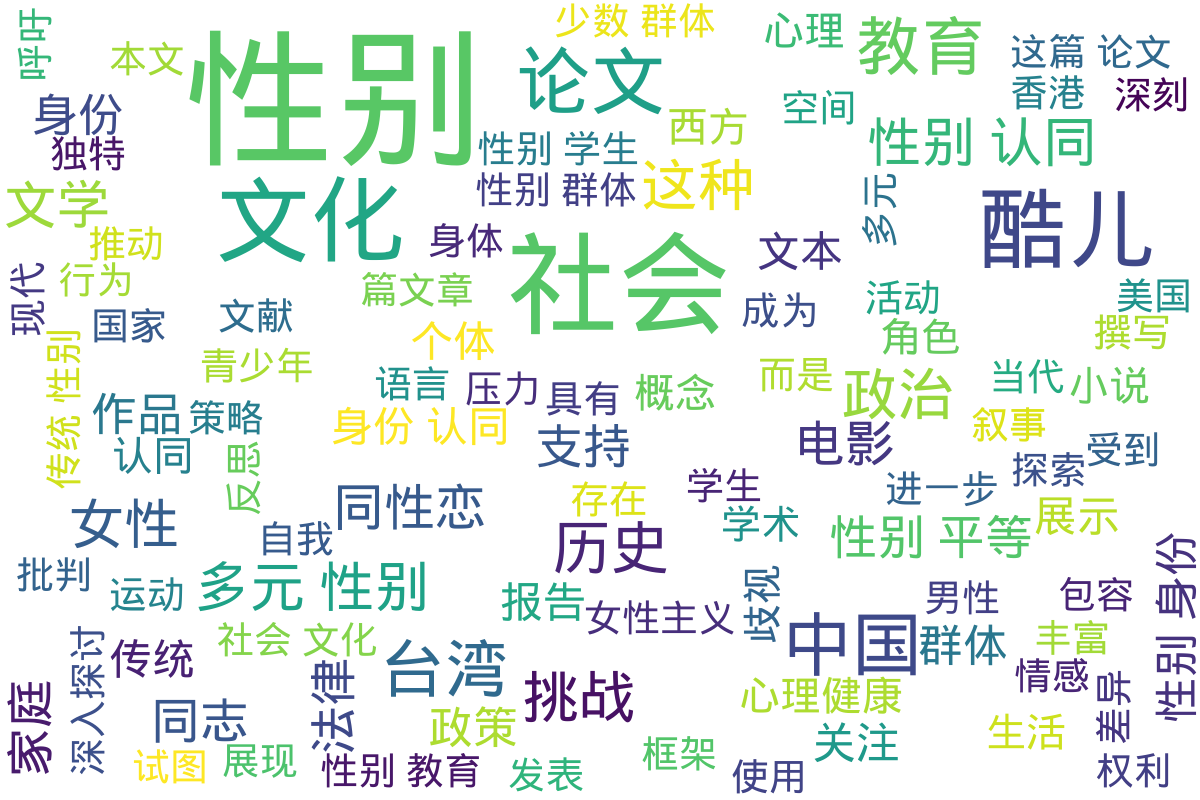 呼吁
本文
少数 群体
心理
教育
这篇 论文
性别
论文
身份
独特
空间
香港
深刻
西方
性别 认同
性别 学生
性别 群体
这种
文化
文学
多元
酷儿
推动
身体
社会
文本
行为
现代
篇文章
成为
活动
美国
国家
文献
个体
角色
撰写
传统 性别
青少年
语言
压力
具有
概念
而是
政治
当代
小说
作品
策略
身份 认同
支持
电影
叙事
认同
反思
受到
探索
女性
同性恋
存在
学生
进一步
展示
自我
历史
学术
性别 平等
批判
运动
多元 性别
报告
女性主义
歧视
男性
包容
性别 身份
社会 文化
传统
深入探讨
台湾
中国
群体
丰富
情感
家庭
同志
法律
挑战
政策
心理健康
关注
生活
差异
试图
展现
性别 教育
发表
框架
使用
权利